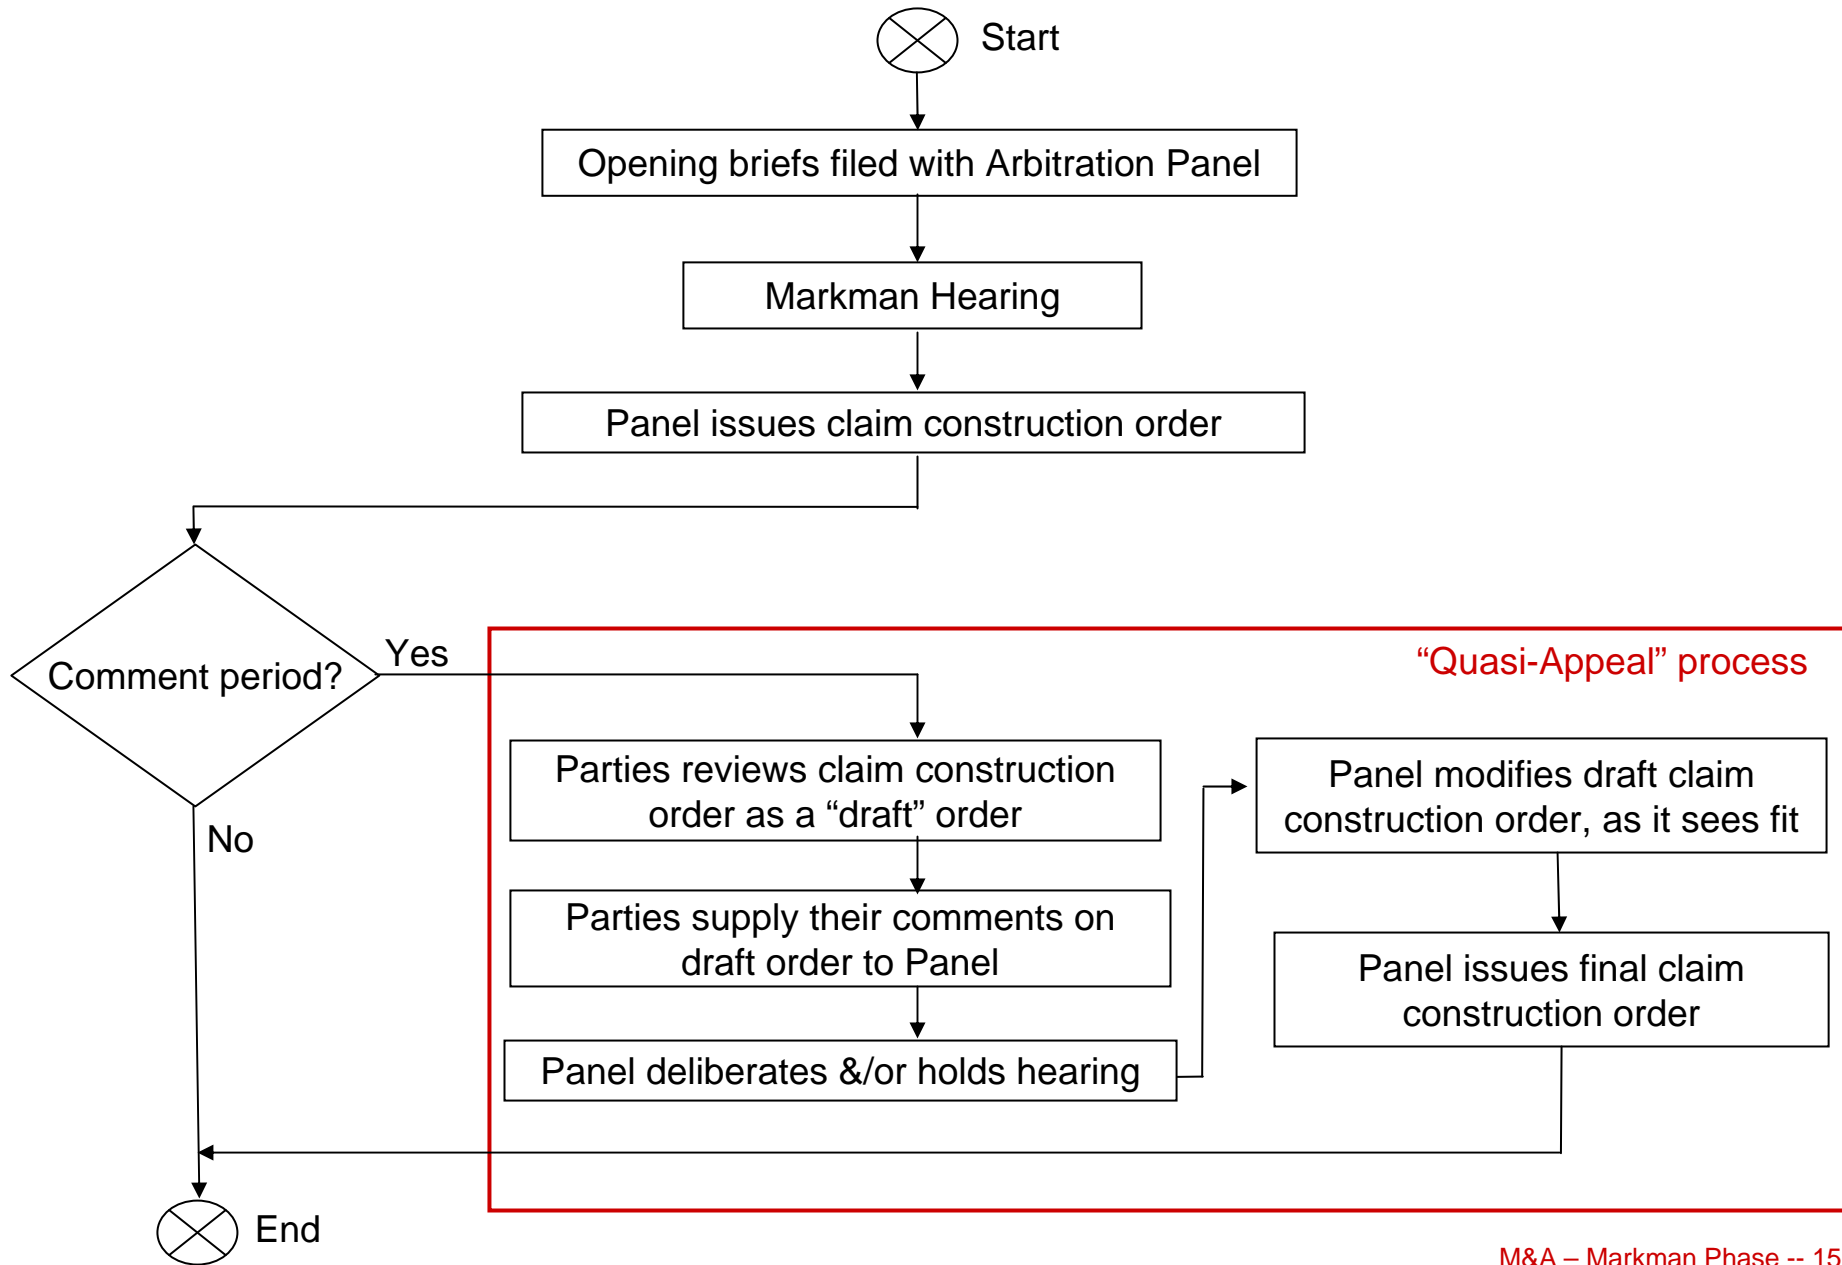 Start
Opening briefs filed with Arbitration Panel
Markman Hearing
Panel issues claim construction order
Comment period?
Yes
No
“Quasi-Appeal” process
Parties reviews claim construction
order as a “draft” order
Parties supply their comments on
draft order to Panel
Panel deliberates &/or holds hearing
Panel modifies draft claim
construction order, as it sees fit
Panel issues final claim
construction order
End
M&A – Markman Phase -- 15